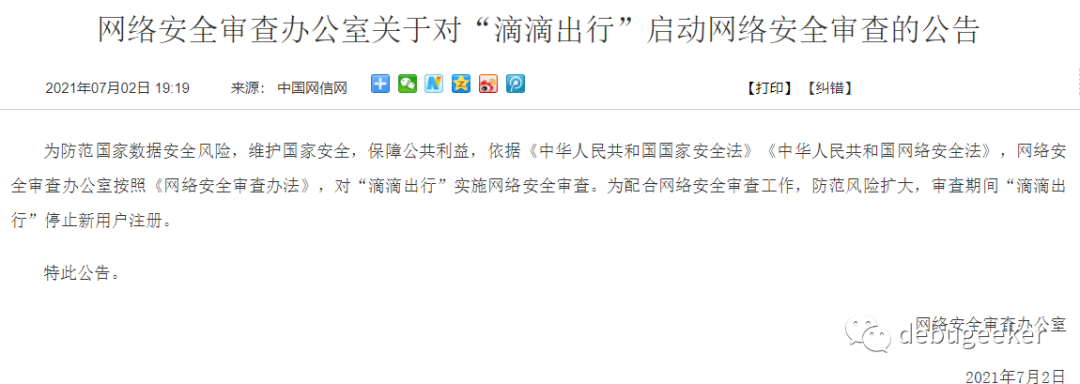 网络安全审查办公室关于对“滴滴出行”启动网络安全审查的公告
2021年07月02日 19:19 来源： 中国网信网 【打印】【纠错】
为防范国家数据安全风险，维护国家安全，保障公共利益，依据《中华人民共和国国家安全法》《中华人民共和国网络安全法》，网络安
全审查办公室按照《网络安全审查办法》，对“滴滴出行”实施网络安全审查。为配合网络安全审查工作，防范风险扩大，审查期间“滴滴出
行”停止新用户注册。
特此公告。
网络安全审查办公室
debugeeker
2021年7月2日